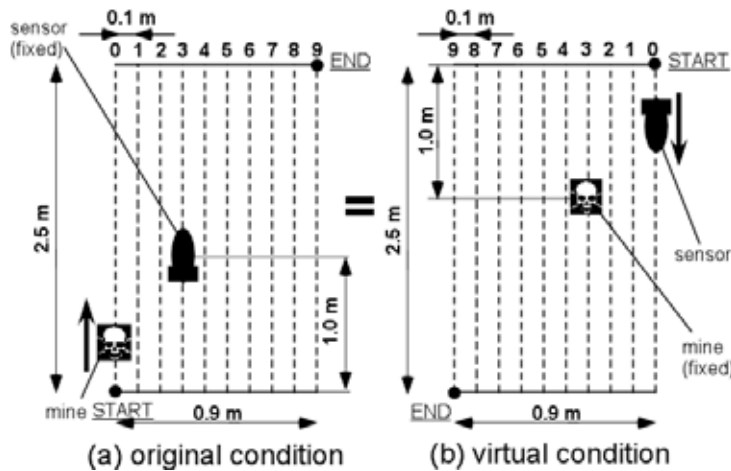 sensor
(fixed)
0.1 m
0 1 2 3 4 5 6 7 8 9
END
2.5 m
1.0 m
mine START
0.9 m
(a) original condition
=
0.1 m
9 8 7 6 5 4 3 2 1 0
START
1.0 m
2.5 m
sensor
mine
(fixed)
END
0.9 m
(b) virtual condition